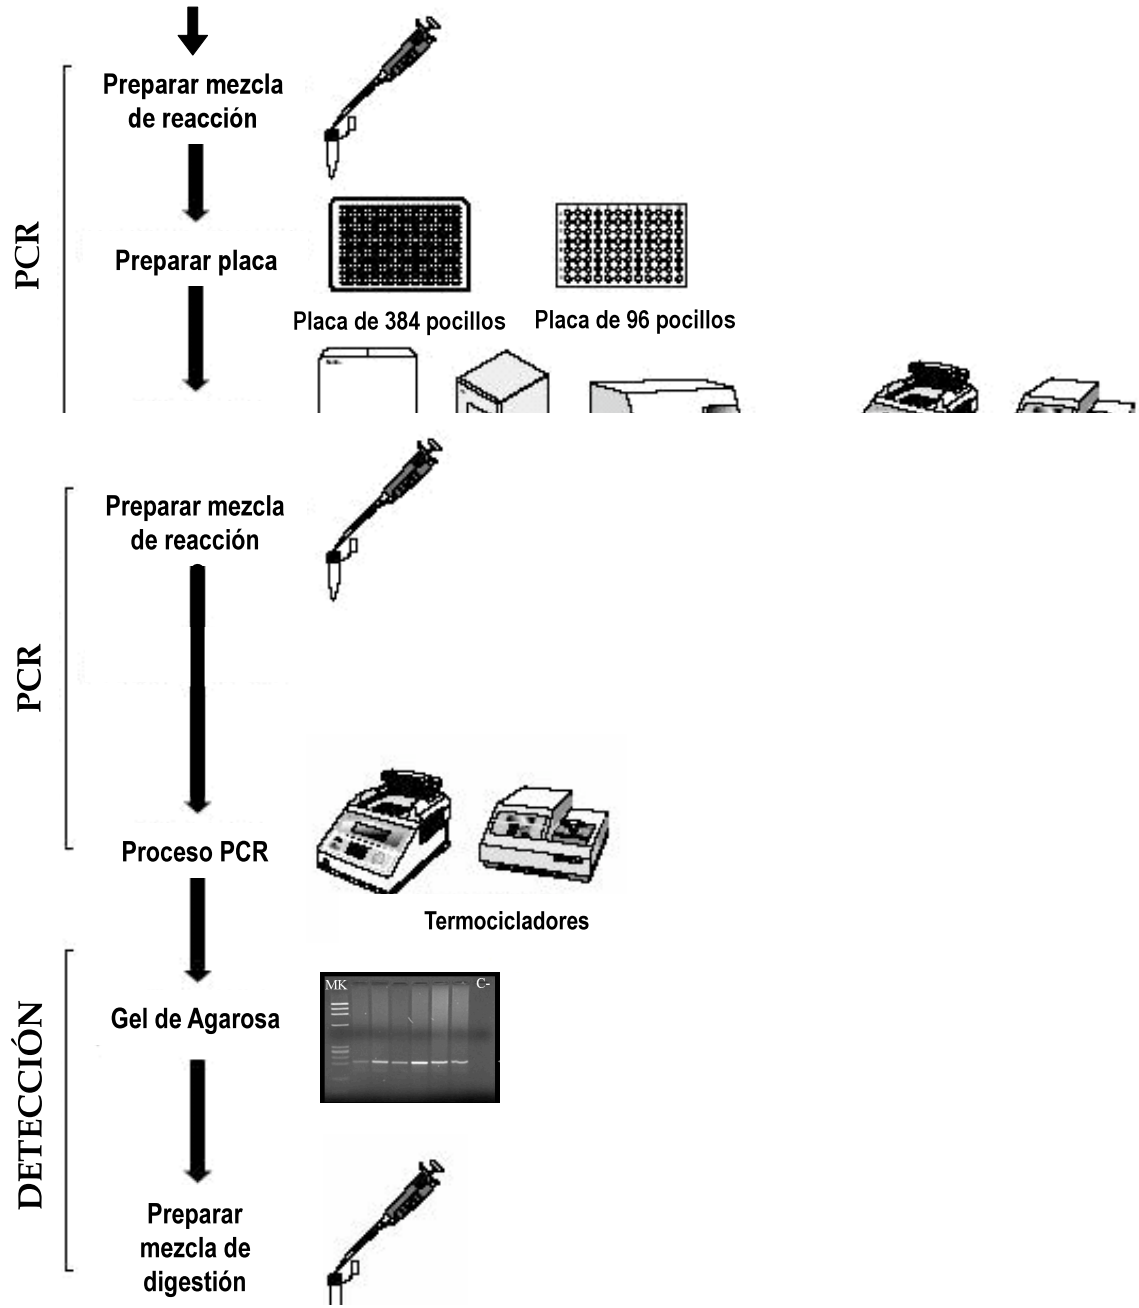 PCR
Preparar mezcla
de reacción
Preparar placa
Placa de 384 pocillos
Placa de 96 pocillos
PCR
Preparar mezcla
de reacción
Proceso PCR
Termocicladores
DETECCIÓN
Gel de Agarosa
MK
C-
Preparar
mezcla de
digestión